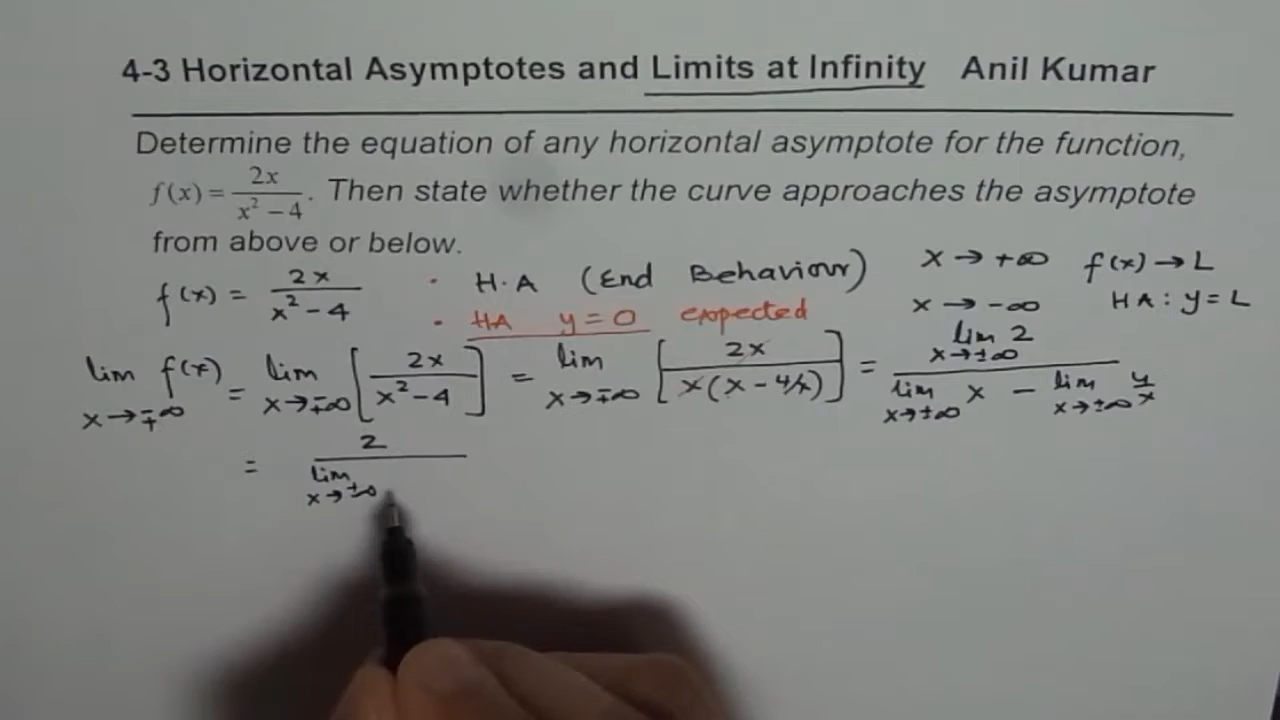 4-3 Horizontal Asymptotes and Limits at Infinity Anil Kumar
Determine the equation of any horizontal asymptote for the function,
f(x) = 2x / (x² − 4). Then state whether the curve approaches the asymptote
from above or below.
f(x) = 2x / (x² − 4) · H.A (End Behaviour) x → +∞ f(x) → L
· HA y = 0 expected x → −∞ HA : y = L
lim x→∓∞ f(x) = lim x→∓∞ [2x / (x² − 4)] = lim x→∓∞ [2x / (x(x − 4/x))] = lim x→±∞ 2 / (lim x→±∞ x − lim x→±∞ 4/x)
= 2 / lim x→±∞